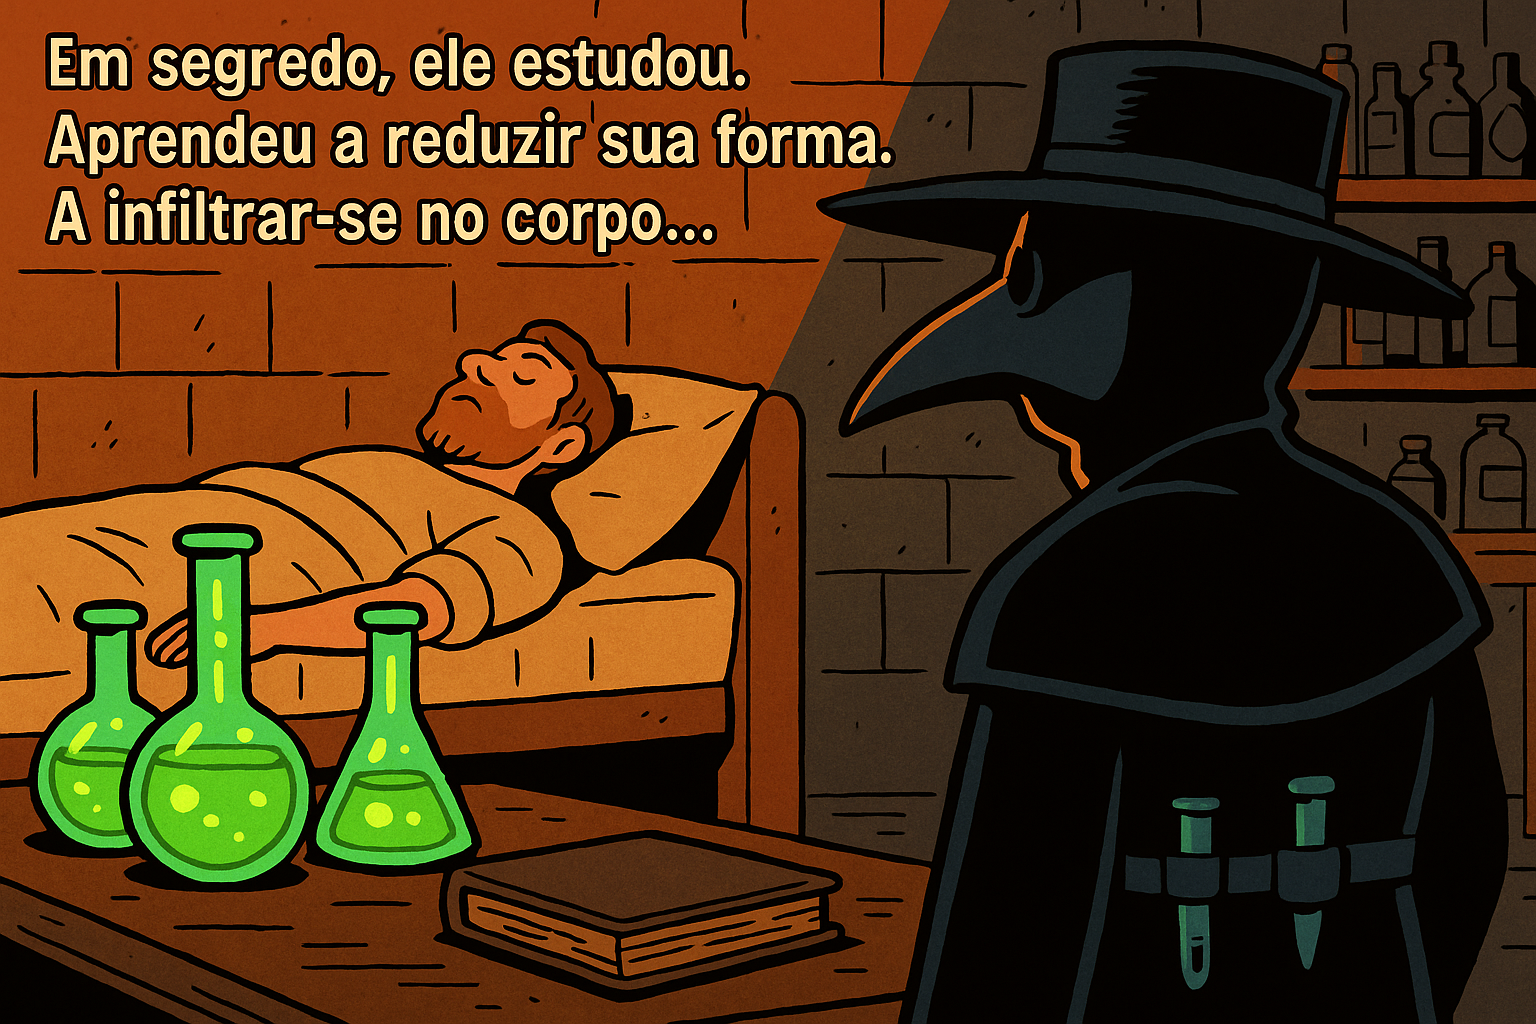 Em segredo, ele estudou.
Aprendeu a reduzir sua forma.
A infiltrar-se no corpo...